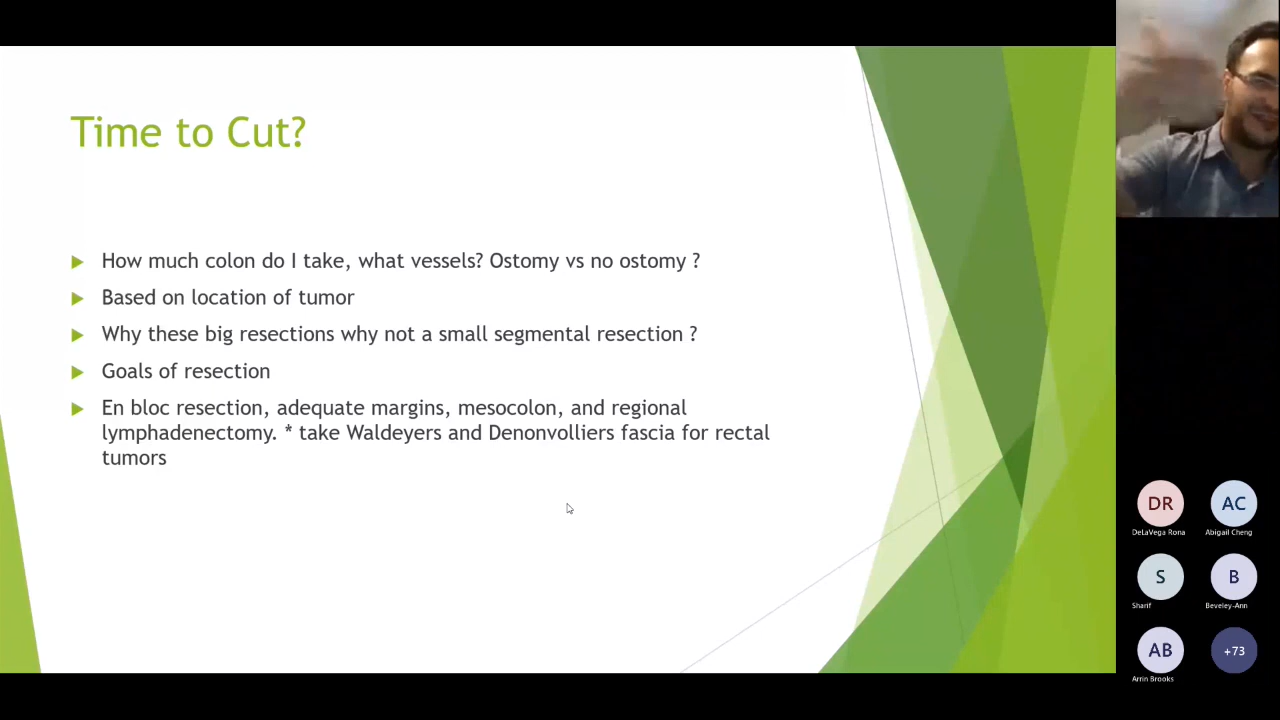 Time to Cut?
How much colon do I take, what vessels? Ostomy vs no ostomy ?
Based on location of tumor
Why these big resections why not a small segmental resection ?
Goals of resection
En bloc resection, adequate margins, mesocolon, and regional
lymphadenectomy. * take Waldeyers and Denonvolliers fascia for rectal
tumors
DR
AC
DeLaVega Rona
Abigail Cheng
S
B
Sharif
Beveley-Ann
AB
+73
Arrin Brooks